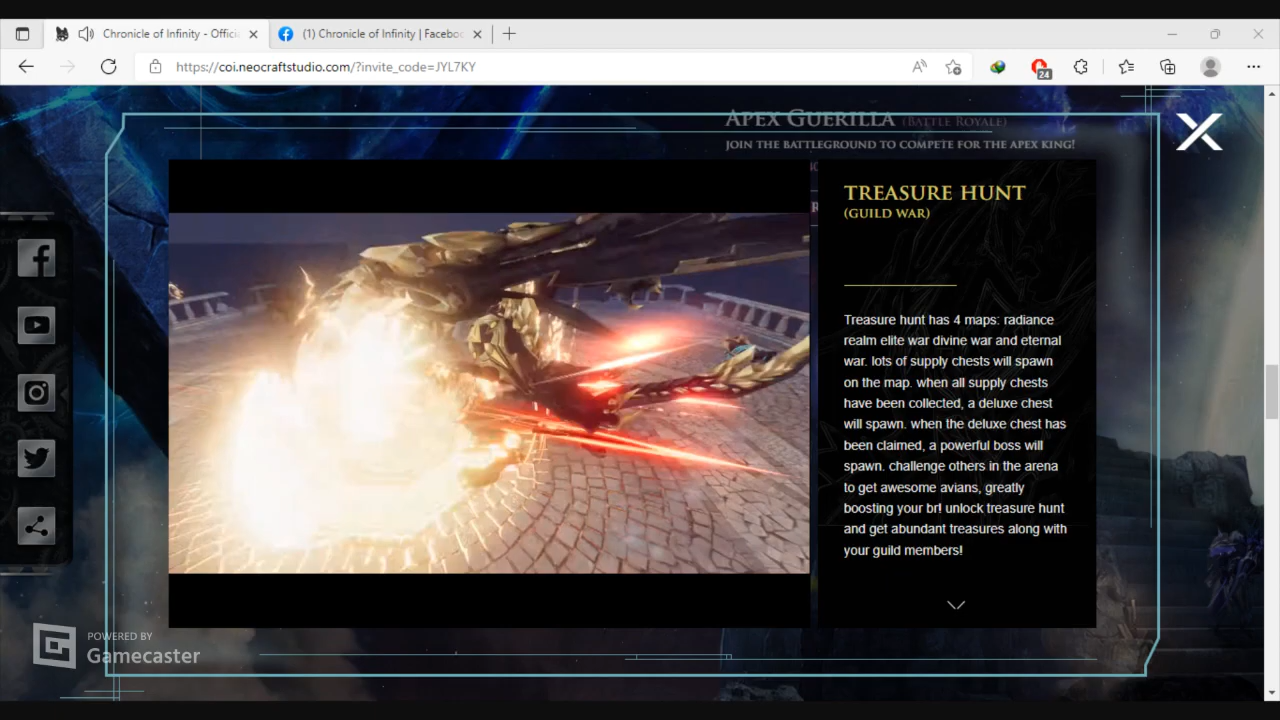 Chronicle of Infinity - Officia
(1) Chronicle of Infinity | Faceboo
https://coi.neocraftstudio.com/?invite_code=JYL7KY
24
APEX GUERILLA (BATTLE ROYALE)
JOIN THE BATTLEGROUND TO COMPETE FOR THE APEX KING!
TREASURE HUNT
(GUILD WAR)
Treasure hunt has 4 maps: radiance
realm elite war divine war and eternal
war. lots of supply chests will spawn
on the map. when all supply chests
have been collected, a deluxe chest
will spawn. when the deluxe chest has
been claimed, a powerful boss will
spawn. challenge others in the arena
to get awesome avians, greatly
boosting your br! unlock treasure hunt
and get abundant treasures along with
your guild members!
POWERED BY
Gamecaster